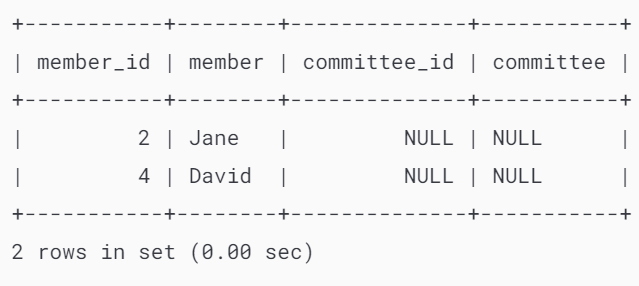 +-----------+--------+--------------+-----------+
| member_id | member | committee_id | committee |
+-----------+--------+--------------+-----------+
|         2 | Jane   |         NULL | NULL      |
|         4 | David  |         NULL | NULL      |
+-----------+--------+--------------+-----------+
2 rows in set (0.00 sec)